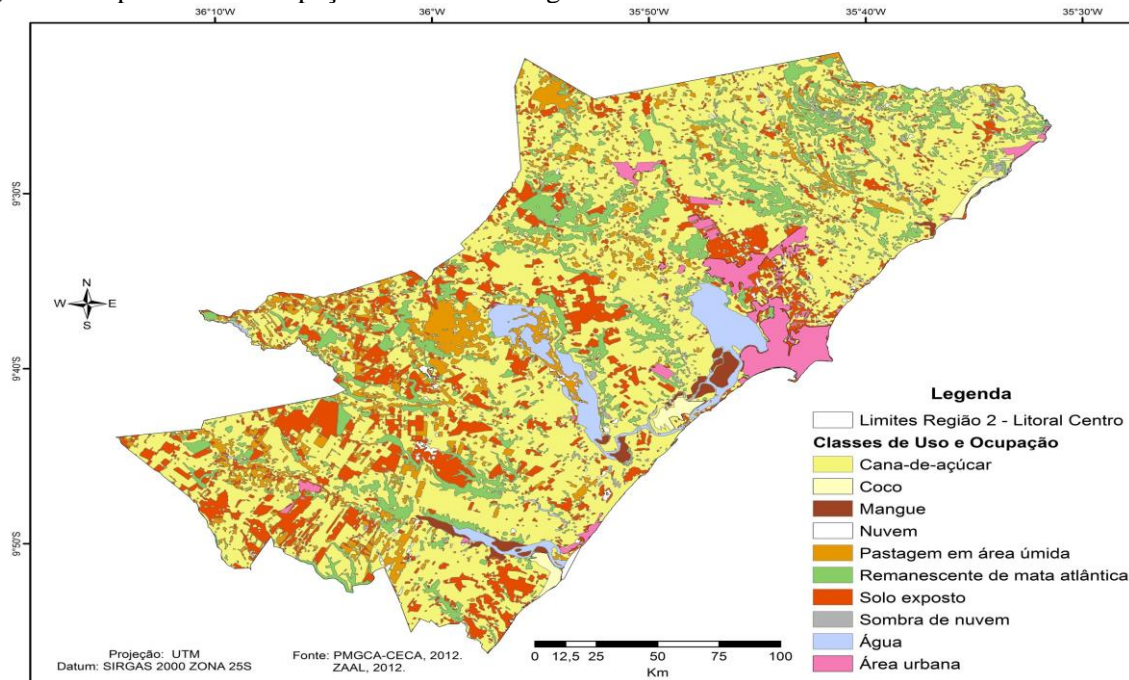 36°10'W 36°W 35°50'W 35°40'W 35°30'W
9°30'S
N
W E
S
9°40'S
Legenda
Limites Região 2 - Litoral Centro
Classes de Uso e Ocupação
Cana-de-açúcar
Coco
Mangue
Nuvem
9°50'S
Pastagem em área úmida
Remanescente de mata atlântica
Solo exposto
Sombra de nuvem
Água
Área urbana
Projeção: UTM
Datum: SIRGAS 2000 ZONA 25S
Fonte: PMGCA-CECA, 2012.
ZAAL, 2012.
0 12,5 25 50 75 100
Km